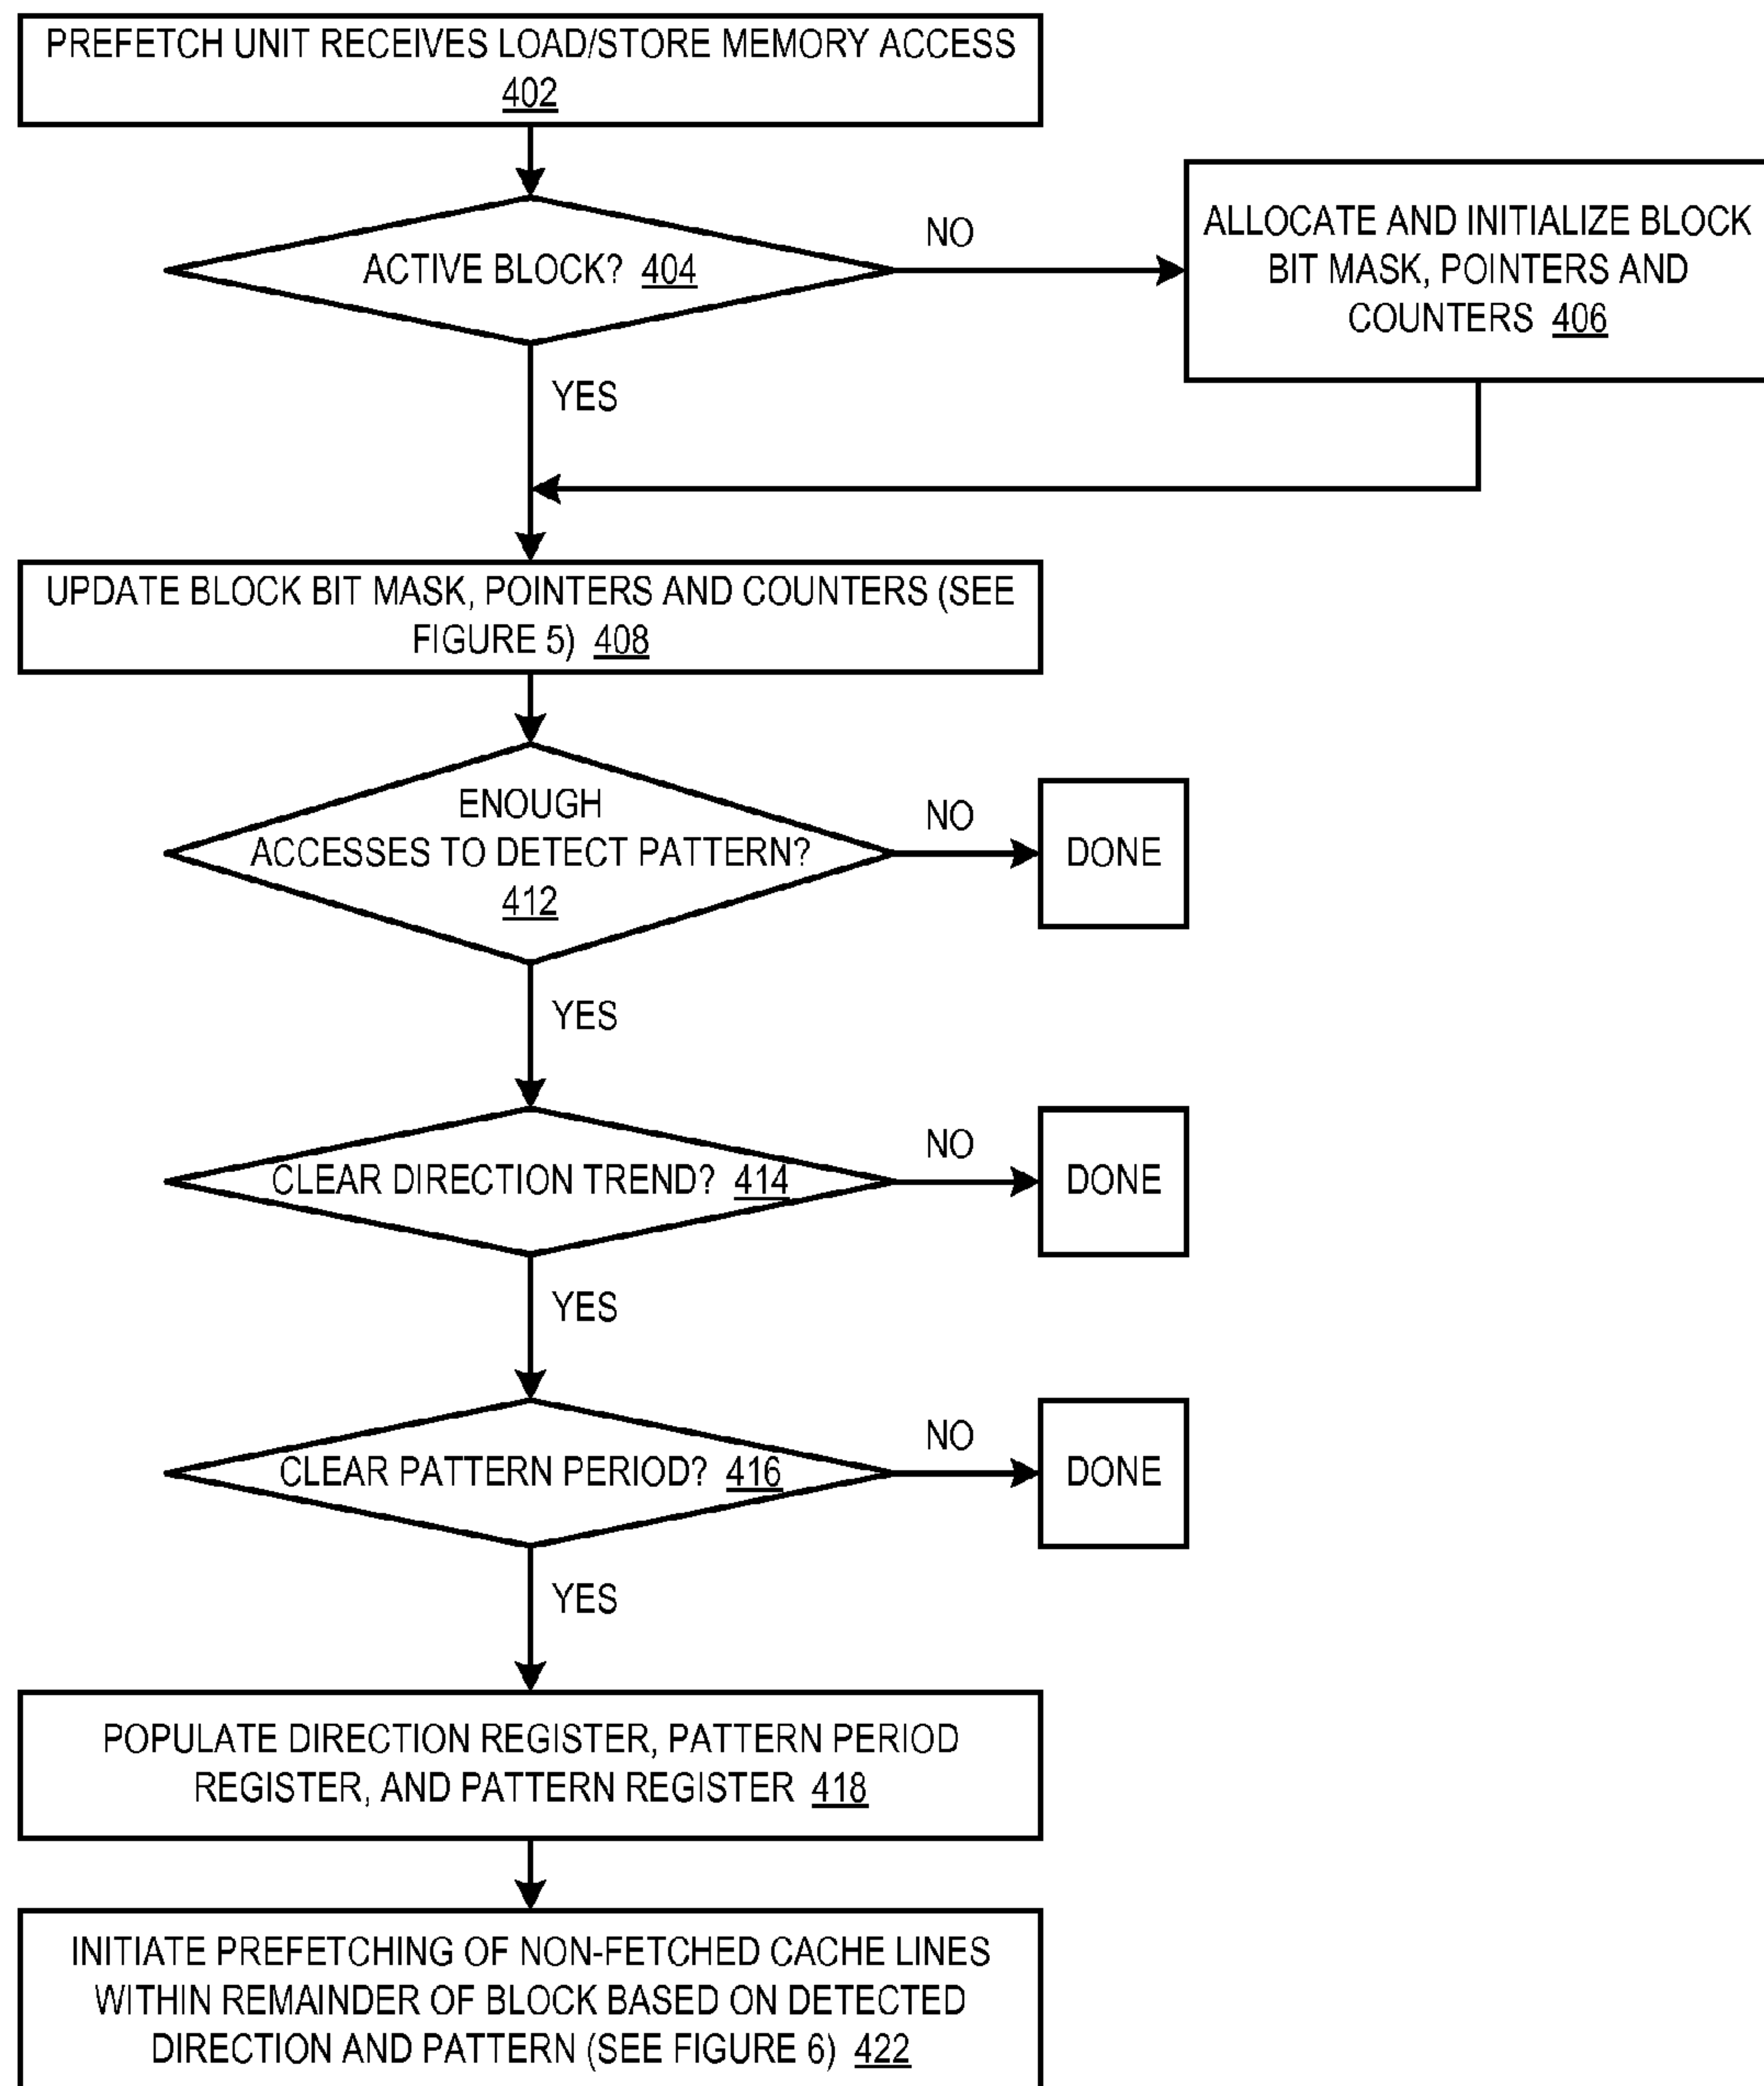 PREFETCH UNIT RECEIVES LOAD/STORE MEMORY ACCESS
402
ACTIVE BLOCK? 404
NO
ALLOCATE AND INITIALIZE BLOCK
BIT MASK, POINTERS AND
COUNTERS 406
YES
UPDATE BLOCK BIT MASK, POINTERS AND COUNTERS (SEE
FIGURE 5) 408
ENOUGH
ACCESSES TO DETECT PATTERN?
412
NO
DONE
YES
CLEAR DIRECTION TREND? 414
NO
DONE
YES
CLEAR PATTERN PERIOD? 416
NO
DONE
YES
POPULATE DIRECTION REGISTER, PATTERN PERIOD
REGISTER, AND PATTERN REGISTER 418
INITIATE PREFETCHING OF NON-FETCHED CACHE LINES
WITHIN REMAINDER OF BLOCK BASED ON DETECTED
DIRECTION AND PATTERN (SEE FIGURE 6) 422